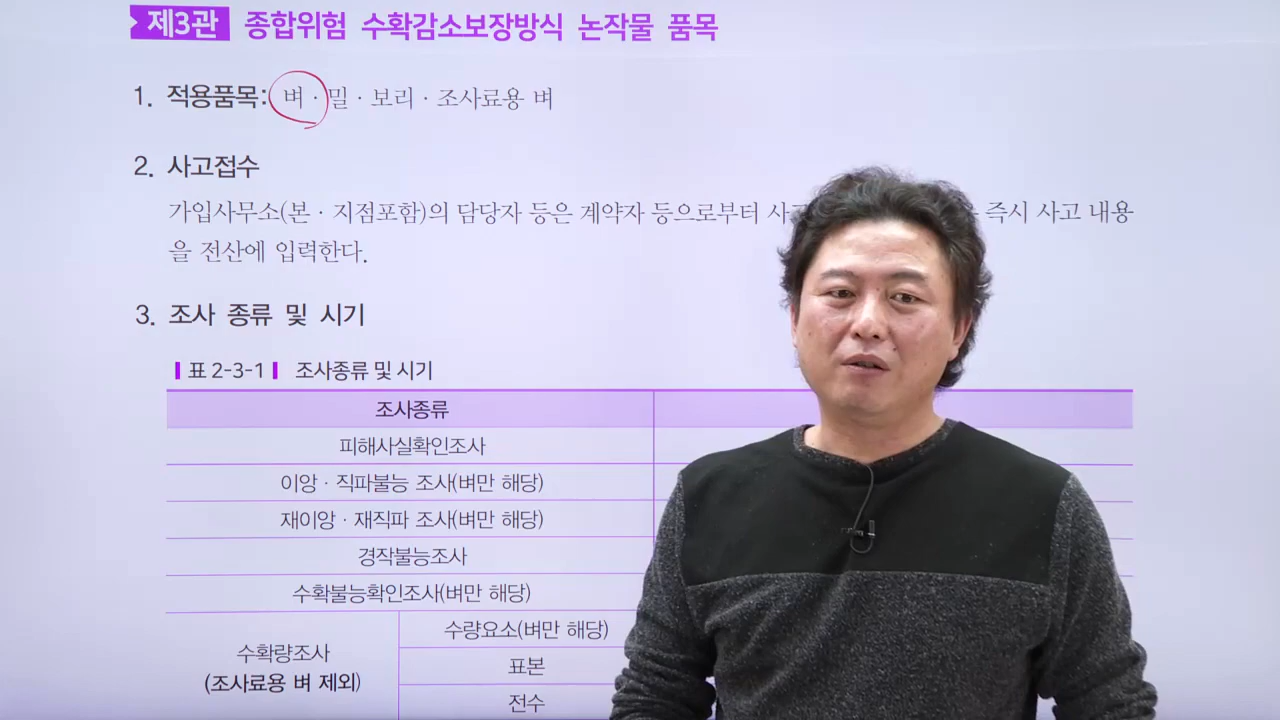 제3관 종합위험 수확감소보장방식 논작물 품목
1. 적용품목: 벼 · 밀 · 보리 · 조사료용 벼
2. 사고접수
가입사무소(본 · 지점포함)의 담당자 등은 계약자 등으로부터 즉시 사고 내용
을 전산에 입력한다.
3. 조사 종류 및 시기
표 2-3-1 조사종류 및 시기
조사종류
피해사실확인조사
이앙 · 직파불능 조사(벼만 해당)
재이앙 · 재직파 조사(벼만 해당)
경작불능조사
수확불능확인조사(벼만 해당)
수확량조사
(조사료용 벼 제외)
수량요소(벼만 해당)
표본
전수